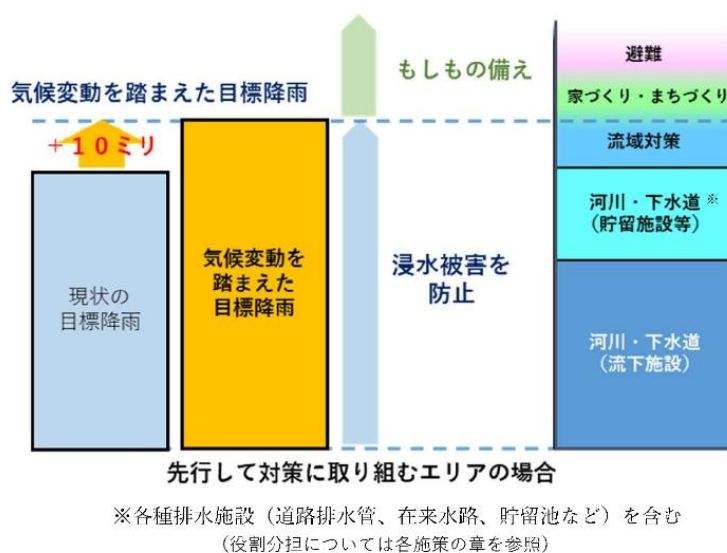 気候変動を踏まえた目標降雨
+10ミリ
現状の
目標降雨
気候変動を
踏まえた
目標降雨
もしもの備え
浸水被害を
防止
避難
家づくり・まちづくり
流域対策
河川・下水道※
(貯留施設等)
河川・下水道
(流下施設)
先行して対策に取り組むエリアの場合
※各種排水施設(道路排水管、在来水路、貯留池など)を含む
(役割分担については各施策の章を参照)